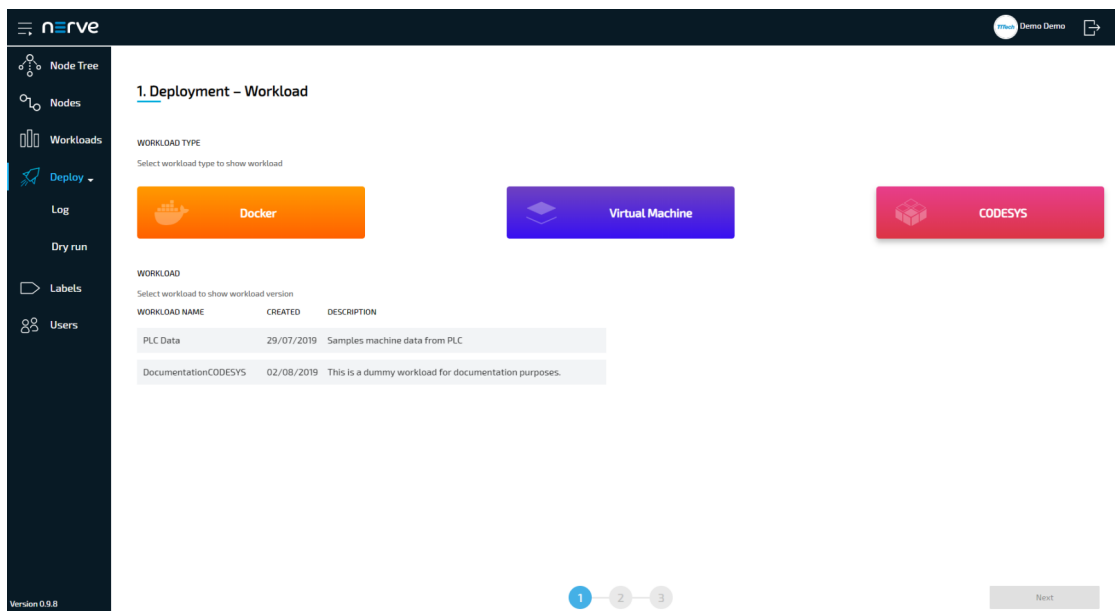 nerve
TTTech Demo Demo
Node Tree
Nodes
Workloads
Deploy
Log
Dry run
Labels
Users
Version 0.9.8
1. Deployment – Workload
WORKLOAD TYPE
Select workload type to show workload
Docker Virtual Machine CODESYS
WORKLOAD
Select workload to show workload version
WORKLOAD NAME CREATED DESCRIPTION
PLC Data 29/07/2019 Samples machine data from PLC
DocumentationCODESYS 02/08/2019 This is a dummy workload for documentation purposes.
1 2 3
Next